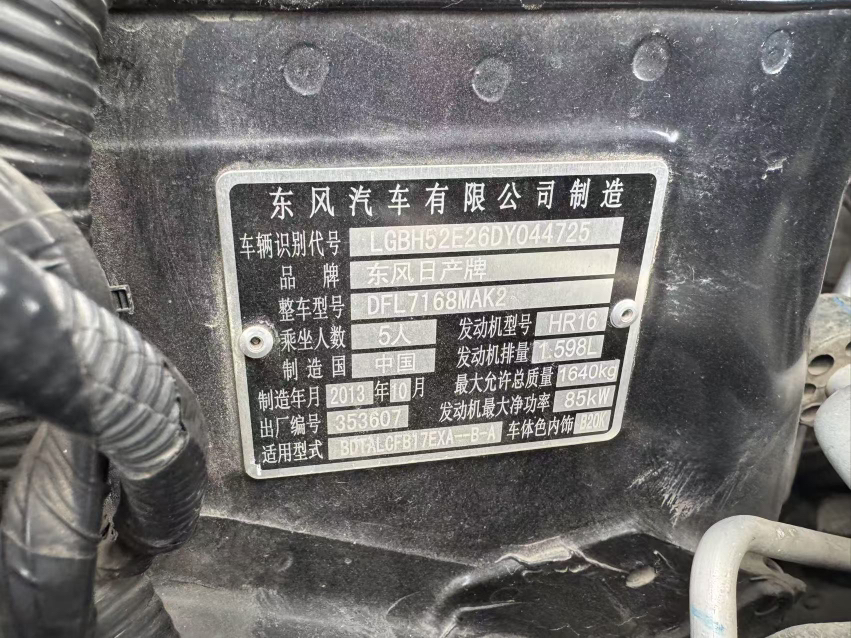 东风汽车有限公司制造
车辆识别代号 LGBH52E26DY044725
品牌 东风日产牌
整车型号 DFL7168MAK2
乘坐人数 5人 发动机型号 HR16
制造国 中国 发动机排量 1.598L
制造年月 2013年10月 最大允许总质量 1640kg
出厂编号 353607 发动机最大净功率 85kW
适用型式 BDTALCFB17EXA--B-A 车体色内饰 B20K